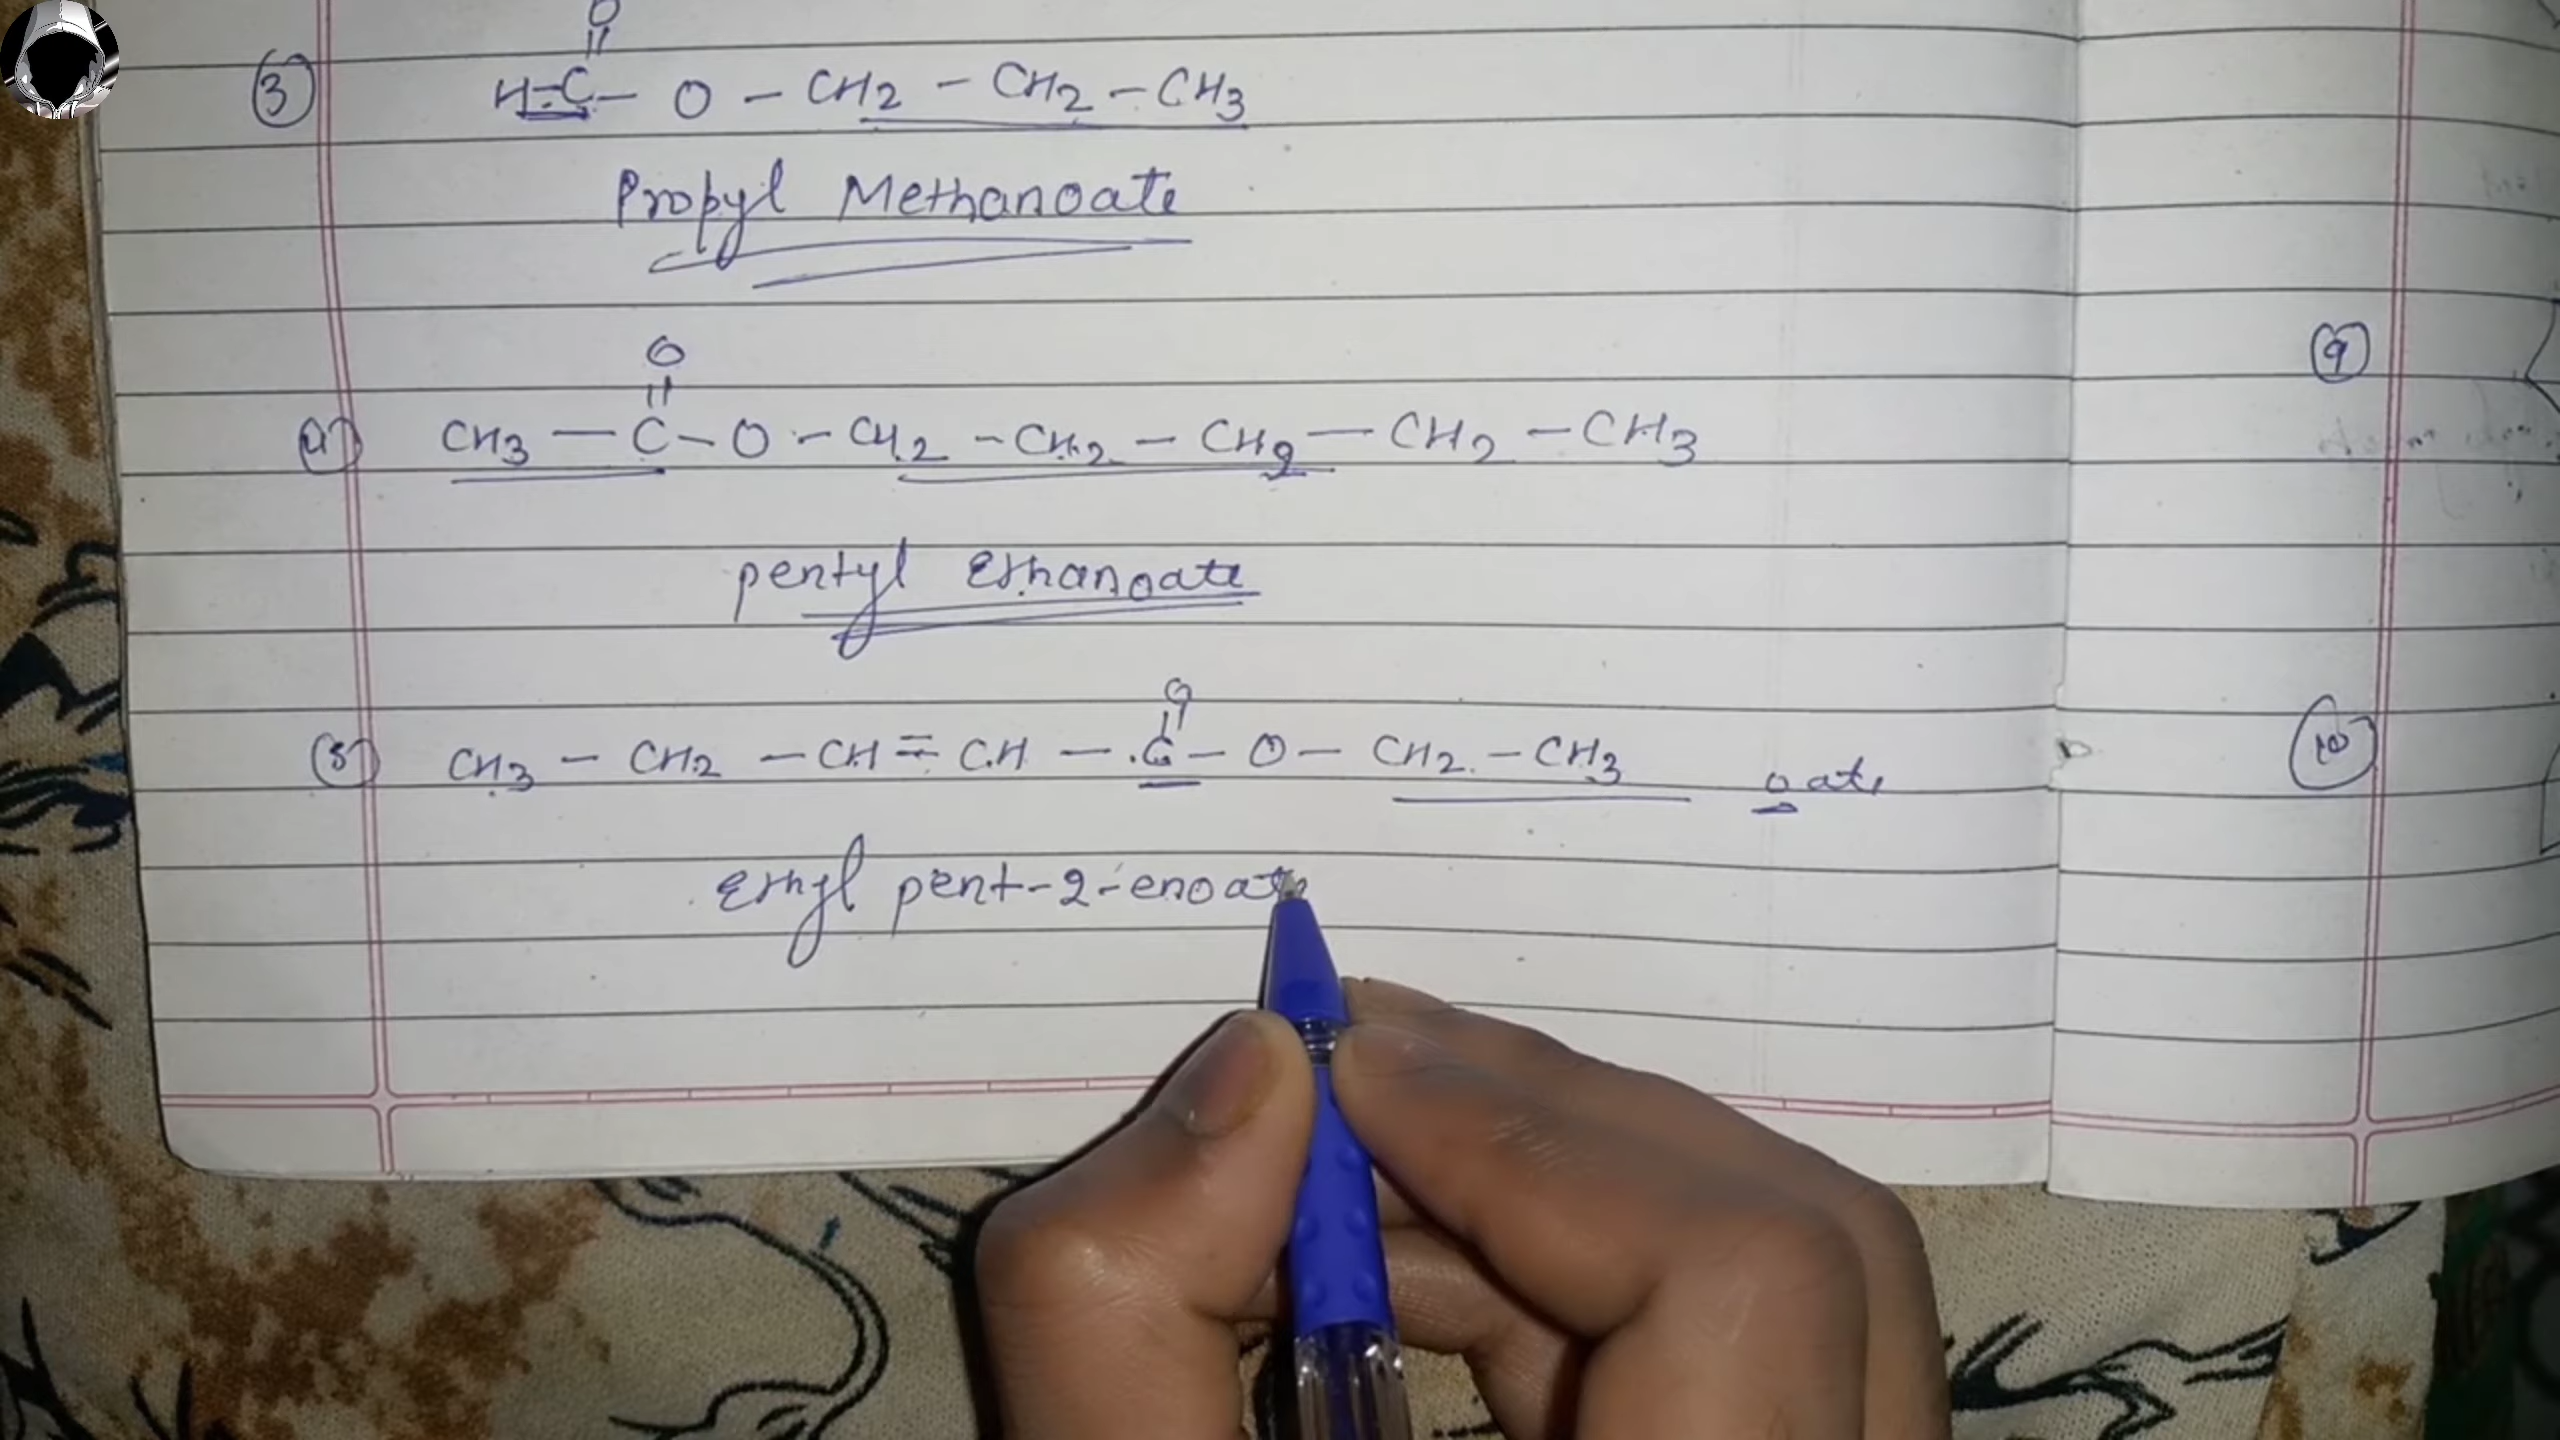 O
||
③ H-C-O-CH2-CH2-CH3
Propyl Methanoate
O
||
④ CH3-C-O-CH2-CH2-CH2-CH2-CH3
pentyl Ethanoate
O
||
⑤ CH3-CH2-CH=CH-C-O-CH2-CH3 oate
Ethyl pent-2-enoate
⑨
⑩